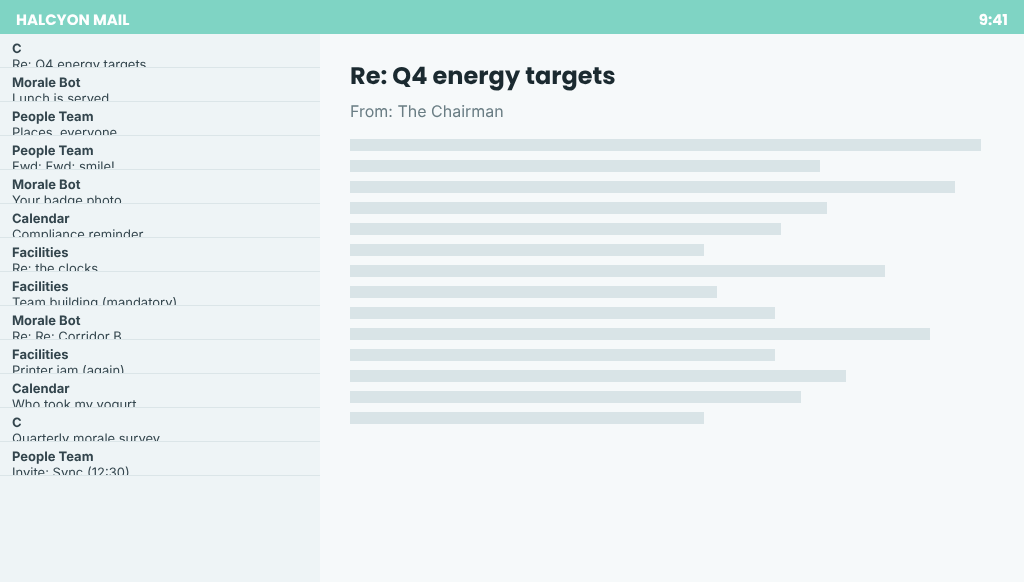 HALCYON MAIL
9:41
C
Re: Q4 energy targets
Morale Bot
Lunch is served
People Team
Places, everyone
People Team
Fwd: Fwd: smile!
Morale Bot
Your badge photo
Calendar
Compliance reminder
Facilities
Re: the clocks
Facilities
Team building (mandatory)
Morale Bot
Re: Re: Corridor B
Facilities
Printer jam (again)
Calendar
Who took my yogurt
C
Quarterly morale survey
People Team
Invite: Sync (12:30)
Re: Q4 energy targets
From: The Chairman